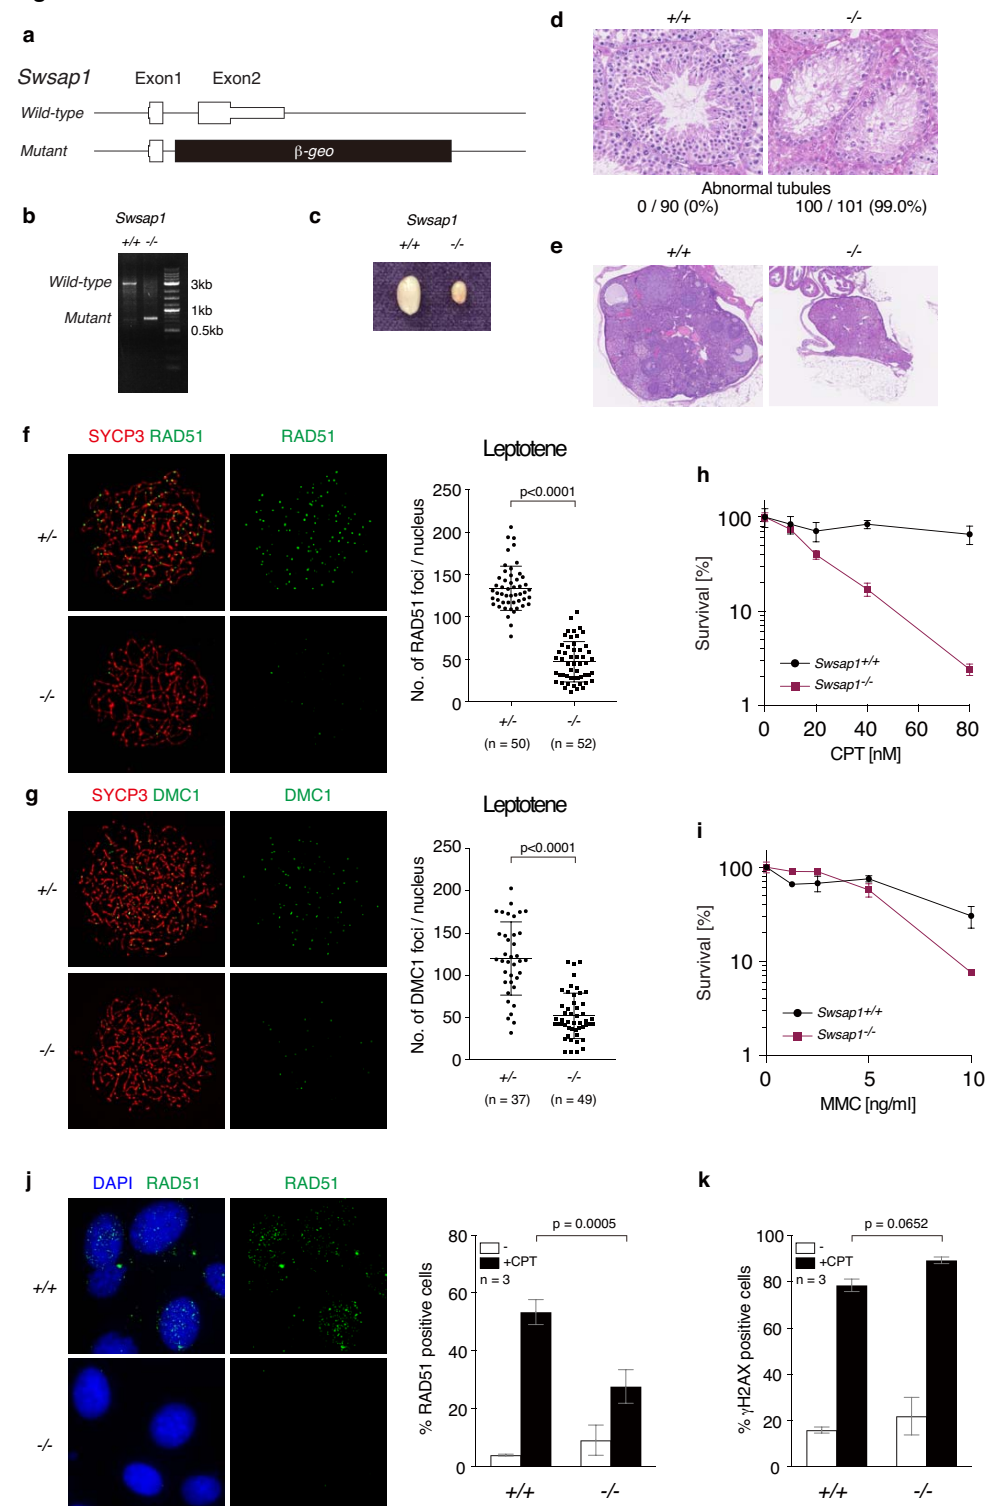 a
Swsap1 Exon1 Exon2
Wild-type
Mutant β-geo
b
Swsap1
+/+ -/-
Wild-type
Mutant
3kb
1kb
0.5kb
c
Swsap1
+/+ -/-
d
+/+ -/-
Abnormal tubules
0 / 90 (0%) 100 / 101 (99.0%)
e
+/+ -/-
f
SYCP3 RAD51 RAD51
+/-
-/-
Leptotene
No. of RAD51 foci / nucleus
250
200
150
100
50
0
p<0.0001
+/- -/-
(n = 50) (n = 52)
g
SYCP3 DMC1 DMC1
+/-
-/-
Leptotene
No. of DMC1 foci / nucleus
250
200
150
100
50
0
p<0.0001
+/- -/-
(n = 37) (n = 49)
h
Survival [%]
100
10
1
Swsap1+/+
Swsap1-/-
0 20 40 60 80
CPT [nM]
i
Survival [%]
100
10
1
Swsap1+/+
Swsap1-/-
0 5 10
MMC [ng/ml]
j
DAPI RAD51 RAD51
+/+
-/-
% RAD51 positive cells
80
60
40
20
0
p = 0.0005
-
+CPT
n = 3
+/+ -/-
k
% γH2AX positive cells
100
80
60
40
20
0
p = 0.0652
-
+CPT
n = 3
+/+ -/-